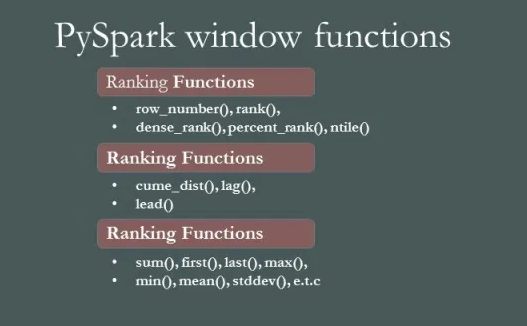 PySpark window functions
Ranking Functions
• row_number(), rank(),
• dense_rank(), percent_rank(), ntile()
Ranking Functions
• cume_dist(), lag(),
• lead()
Ranking Functions
• sum(), first(), last(), max(),
• min(), mean(), stddev(), e.t.c